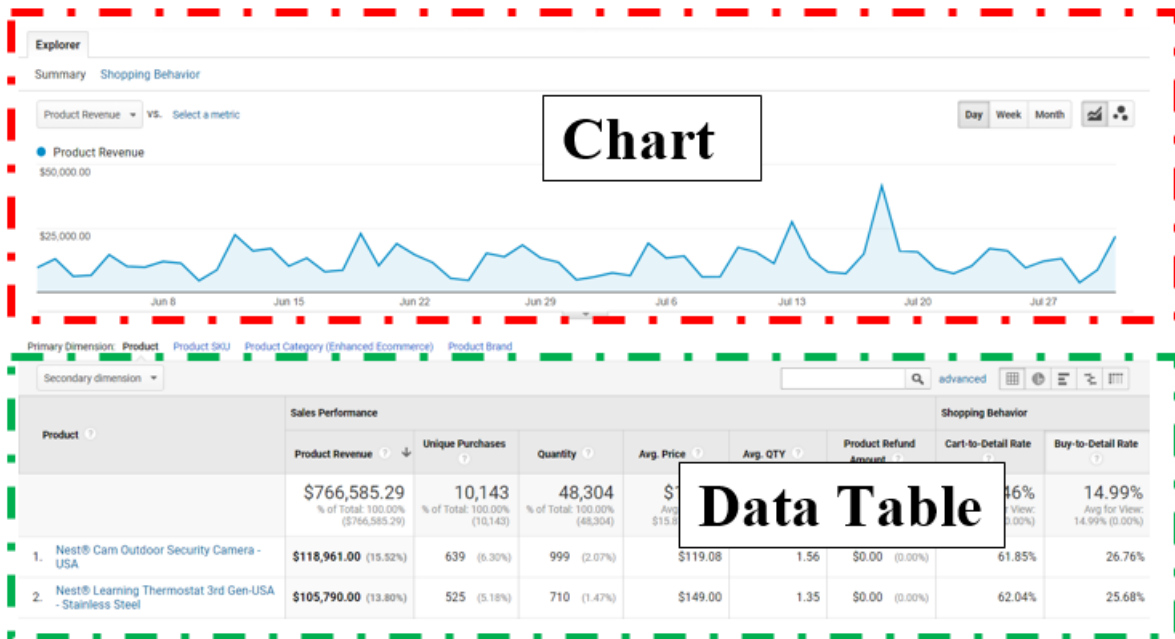 Explorer
Summary Shopping Behavior
Product Revenue VS. Select a metric
Day Week Month
Chart
Product Revenue
$50,000.00
$25,000.00
Jun 8 Jun 15 Jun 22 Jun 29 Jul 6 Jul 13 Jul 20 Jul 27
Primary Dimension: Product Product SKU Product Category (Enhanced Ecommerce) Product Brand
Secondary dimension advanced
Sales Performance Shopping Behavior
Product ?
Product Revenue ? Unique Purchases ? Quantity ? Avg. Price ? Avg. QTY ? Product Refund Amount ? Cart-to-Detail Rate ? Buy-to-Detail Rate ?
Data Table
$766,585.29 10,143 48,304 46% 14.99%
% of Total: 100.00% % of Total: 100.00% % of Total: 100.00% Avg View: Avg for View:
($766,585.29) (10,143) (48,304) $15.8 14.99% (0.00%)
1. Nest® Cam Outdoor Security Camera - $118,961.00 (15.52%) 639 (6.30%) 999 (2.07%) $119.08 1.56 $0.00 (0.00%) 61.85% 26.76%
USA
2. Nest® Learning Thermostat 3rd Gen-USA $105,790.00 (13.80%) 525 (5.18%) 710 (1.47%) $149.00 1.35 $0.00 (0.00%) 62.04% 25.68%
- Stainless Steel